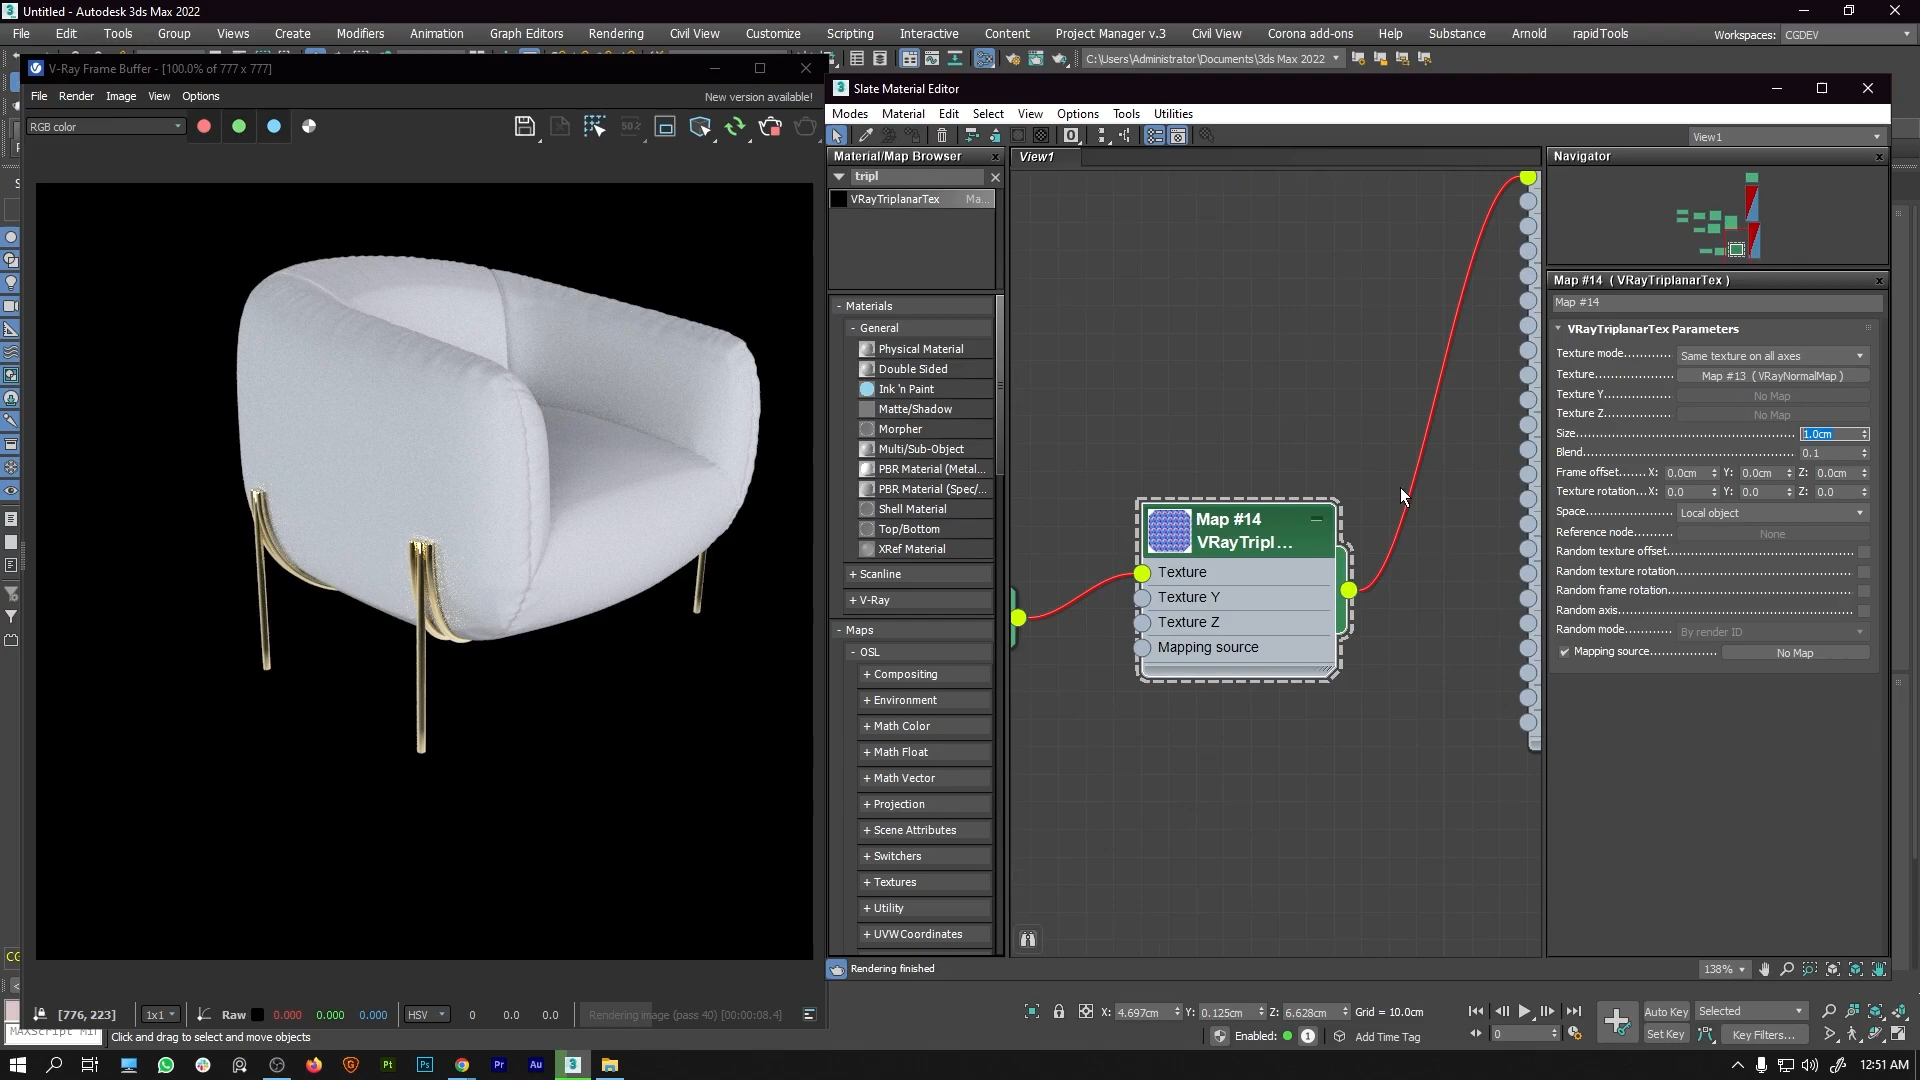 Untitled - Autodesk 3ds Max 2022
File Edit Tools Group Views Create Modifiers Animation Graph Editors Rendering Civil View Customize Scripting Interactive Content Project Manager v.3 Civil View Corona add-ons Help Substance Arnold rapidTools Workspaces: CGDEV
C:\Users\Administrator\Documents\3ds Max 2022
V-Ray Frame Buffer - [100.0% of 777 x 777]
File Render Image View Options New version available!
RGB color
Slate Material Editor
Modes Material Edit Select View Options Tools Utilities
View1
Material/Map Browser
View1
Navigator
tripl
VRayTriplanarTex Ma...
- Materials
- General
Physical Material
Double Sided
Ink 'n Paint
Matte/Shadow
Morpher
Multi/Sub-Object
PBR Material (Metal...
PBR Material (Spec/...
Shell Material
Top/Bottom
XRef Material
+ Scanline
+ V-Ray
- Maps
- OSL
+ Compositing
+ Environment
+ Math Color
+ Math Float
+ Math Vector
+ Projection
+ Scene Attributes
+ Switchers
+ Textures
+ Utility
+ UVW Coordinates
Map #14
VRayTripl...
Texture
Texture Y
Texture Z
Mapping source
Map #14 ( VRayTriplanarTex )
Map #14
VRayTriplanarTex Parameters
Texture mode............ Same texture on all axes
Texture...................... Map #13 ( VRayNormalMap )
Texture Y.................... No Map
Texture Z.................... No Map
Size........................................................ 1.0cm
Blend...................................................... 0.1
Frame offset....... X: 0.0cm Y: 0.0cm Z: 0.0cm
Texture rotation... X: 0.0 Y: 0.0 Z: 0.0
Space......................... Local object
Reference node............ None
Random texture offset...
Random texture rotation...
Random frame rotation...
Random axis...
Random mode.............. By render ID
Mapping source................. No Map
Rendering finished
138%
[776, 223] 1x1 Raw 0.000 0.000 0.000 HSV 0 0.0 0.0 Rendering image (pass 40) [00:00:08.4]
X: 4.697cm Y: 0.125cm Z: 6.628cm Grid = 10.0cm
Auto Key Selected
Click and drag to select and move objects
Enabled: 1 Add Time Tag
0
Set Key Key Filters...
12:51 AM